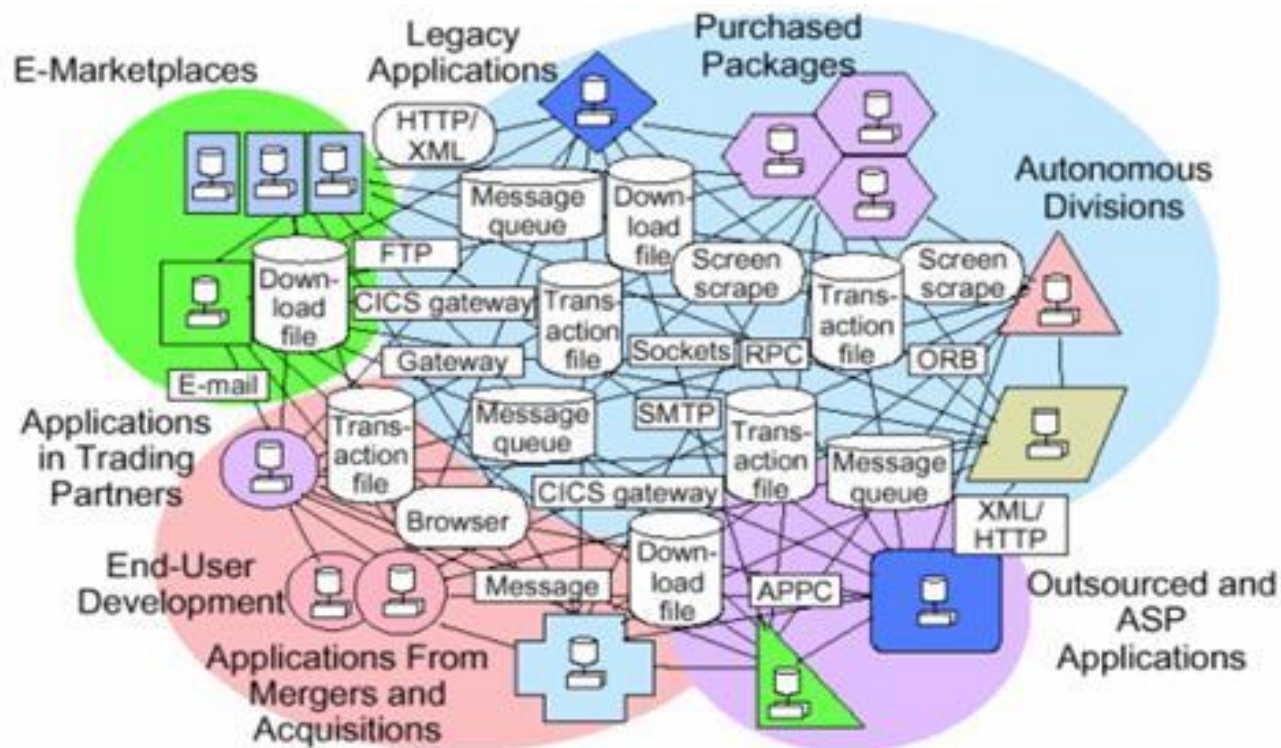 Legacy
Applications
Purchased
Packages
E-Marketplaces
HTTP/
XML
Autonomous
Divisions
Message
queue
Down-
load
file
FTP
Screen
scrape
Screen
scrape
Down-
load
file
CICS gateway
Trans-
action
file
Trans-
action
file
Gateway
Sockets
RPC
ORB
E-mail
Applications
in Trading
Partners
Trans-
action
file
Message
queue
SMTP
Trans-
action
file
Message
queue
CICS gateway
Browser
XML/
HTTP
End-User
Development
Message
Down-
load
file
APPC
Outsourced and
ASP
Applications
Applications From
Mergers and
Acquisitions